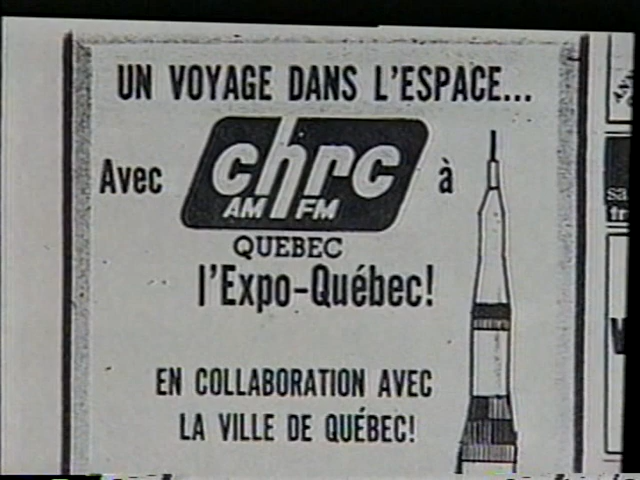 UN VOYAGE DANS L'ESPACE...
Avec chrc à
AM FM
QUEBEC
l'Expo-Québec!
EN COLLABORATION AVEC
LA VILLE DE QUÉBEC!